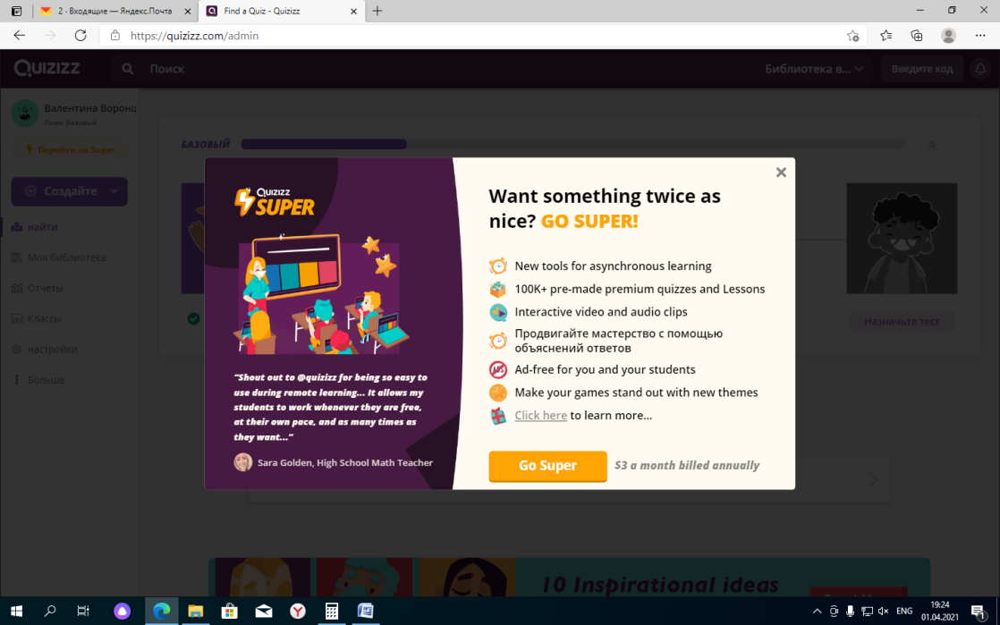 2 - Входящие — Яндекс.Почта
Find a Quiz - Quizizz
https://quizizz.com/admin
QUIZIZZ
Поиск
Библиотека в...
Введите код
Валентина Воронц
План: Базовый
Перейти на Super
Создайте
найти
Моя библиотека
Отчеты
Классы
настройки
Больше
БАЗОВЫЙ
Назначьте тест
Quizizz
SUPER
"Shout out to @quizizz for being so easy to
use during remote learning... It allows my
students to work whenever they are free,
at their own pace, and as many times as
they want..."
Sara Golden, High School Math Teacher
Want something twice as
nice? GO SUPER!
New tools for asynchronous learning
100K+ pre-made premium quizzes and Lessons
Interactive video and audio clips
Продвигайте мастерство с помощью
объяснений ответов
ADS
Ad-free for you and your students
Make your games stand out with new themes
Click here to learn more...
Go Super
$3 a month billed annually
10 Inspirational ideas
ENG
19:24
01.04.2021
1